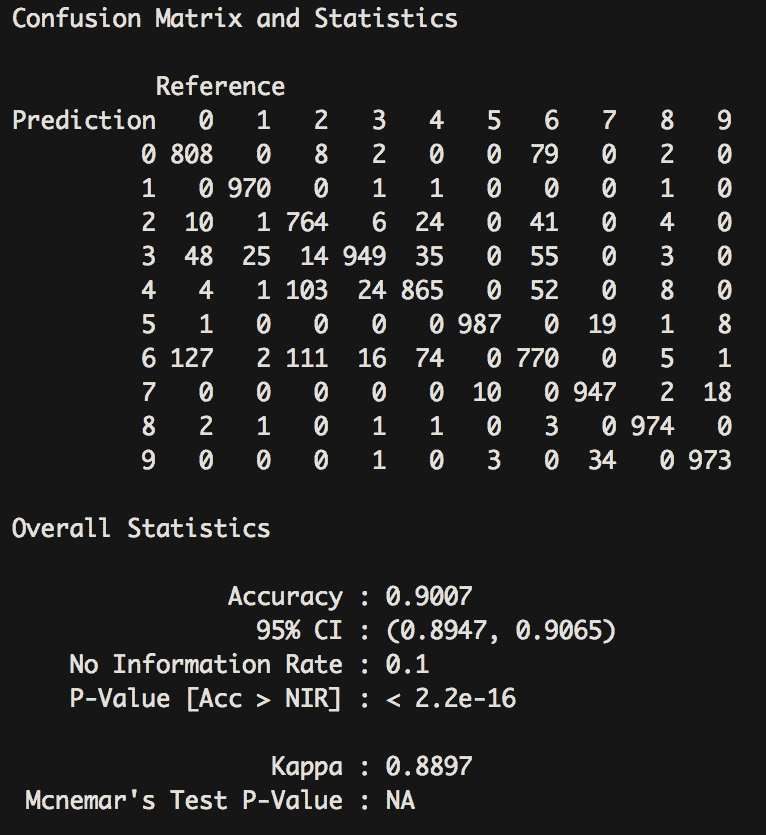 Confusion Matrix and Statistics
Reference
Prediction 0 1 2 3 4 5 6 7 8 9
0 808 0 8 2 0 0 79 0 2 0
1 0 970 0 1 1 0 0 0 1 0
2 10 1 764 6 24 0 41 0 4 0
3 48 25 14 949 35 0 55 0 3 0
4 4 1 103 24 865 0 52 0 8 0
5 1 0 0 0 0 987 0 19 1 8
6 127 2 111 16 74 0 770 0 5 1
7 0 0 0 0 0 10 0 947 2 18
8 2 1 0 1 1 0 3 0 974 0
9 0 0 0 1 0 3 0 34 0 973
Overall Statistics
Accuracy : 0.9007
95% CI : (0.8947, 0.9065)
No Information Rate : 0.1
P-Value [Acc > NIR] : < 2.2e-16
Kappa : 0.8897
Mcnemar's Test P-Value : NA